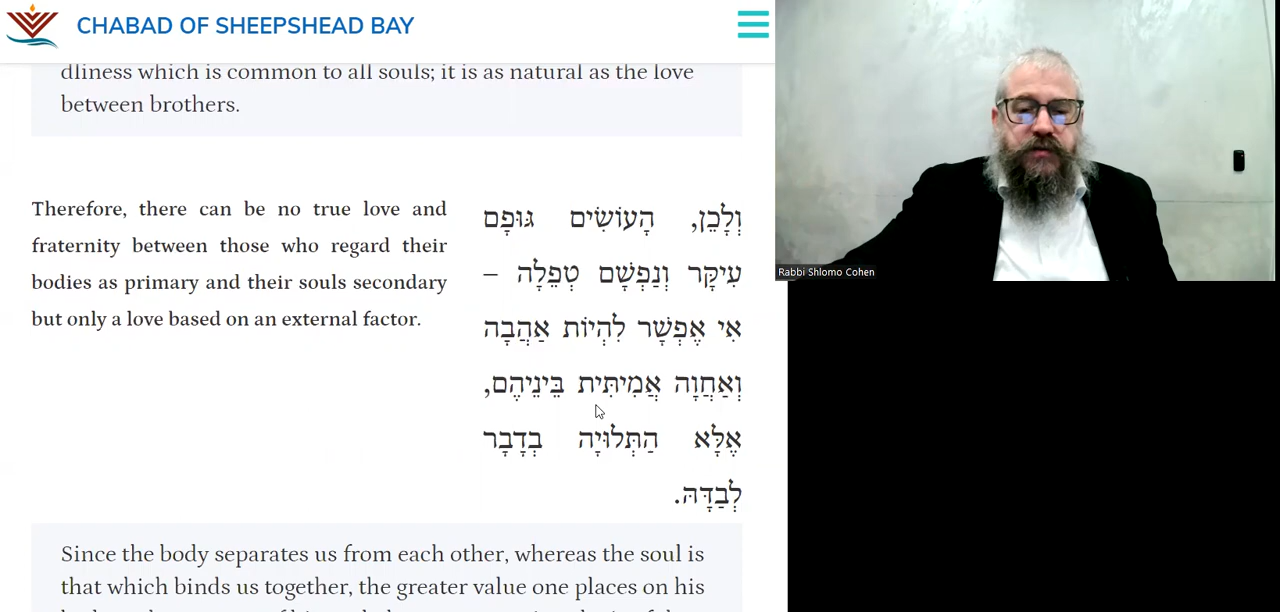 CHABAD OF SHEEPSHEAD BAY
dliness which is common to all souls; it is as natural as the love
between brothers.
Therefore, there can be no true love and
fraternity between those who regard their
bodies as primary and their souls secondary
but only a love based on an external factor.
וְלָכֵן, הָעוֹשִׂים גּוּפָם
עִיקָּר וְנַפְשָׁם טְפֵלָה –
אִי אֶפְשָׁר לִהְיוֹת אַהֲבָה
וְאַחֲוָה אֲמִיתִּית בֵּינֵיהֶם,
אֶלָּא הַתְּלוּיָה בְּדָבָר
לְבַדָּהּ.
Since the body separates us from each other, whereas the soul is
that which binds us together, the greater value one places on his
Rabbi Shlomo Cohen